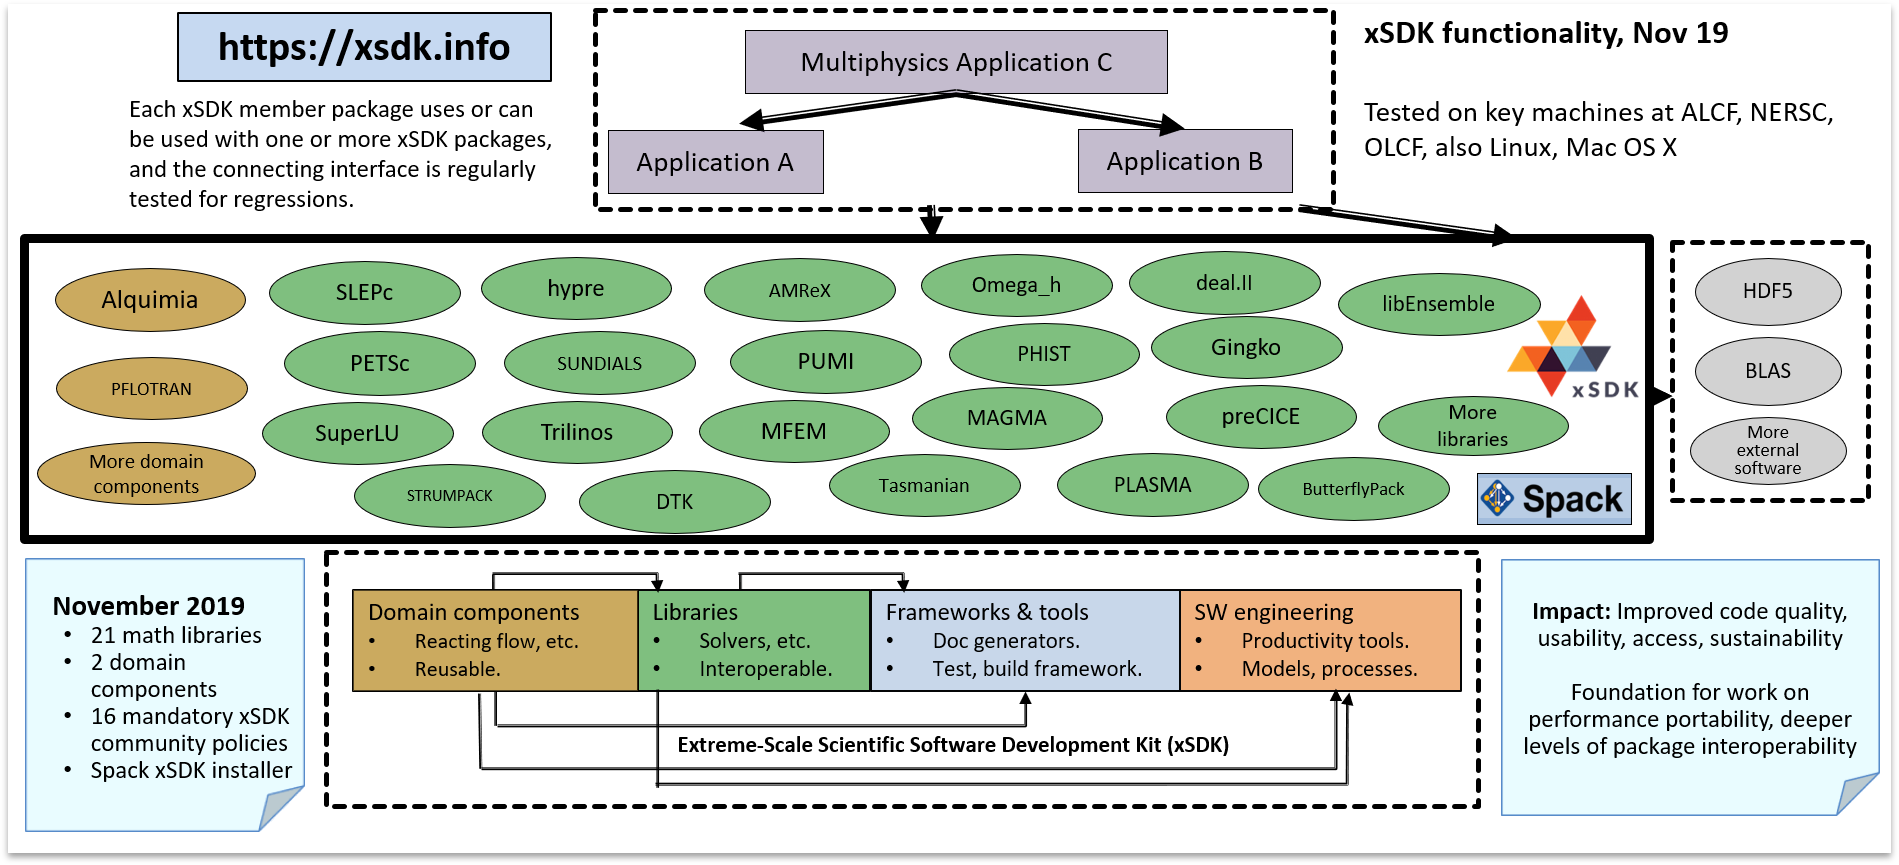 https://xsdk.info
Each xSDK member package uses or can
be used with one or more xSDK packages,
and the connecting interface is regularly
tested for regressions.
Multiphysics Application C
Application A
Application B
xSDK functionality, Nov 19
Tested on key machines at ALCF, NERSC,
OLCF, also Linux, Mac OS X
Alquimia
SLEPc
hypre
AMReX
Omega_h
deal.II
libEnsemble
PFLOTRAN
PETSc
SUNDIALS
PUMI
PHIST
Gingko
xSDK
More domain
components
SuperLU
Trilinos
MFEM
MAGMA
preCICE
More
libraries
STRUMPACK
DTK
Tasmanian
PLASMA
ButterflyPack
Spack
HDF5
BLAS
More
external
software
November 2019
• 21 math libraries
• 2 domain
components
• 16 mandatory xSDK
community policies
• Spack xSDK installer
Domain components
• Reacting flow, etc.
• Reusable.
Libraries
• Solvers, etc.
• Interoperable.
Frameworks & tools
• Doc generators.
• Test, build framework.
SW engineering
• Productivity tools.
• Models, processes.
Extreme-Scale Scientific Software Development Kit (xSDK)
Impact: Improved code quality,
usability, access, sustainability
Foundation for work on
performance portability, deeper
levels of package interoperability